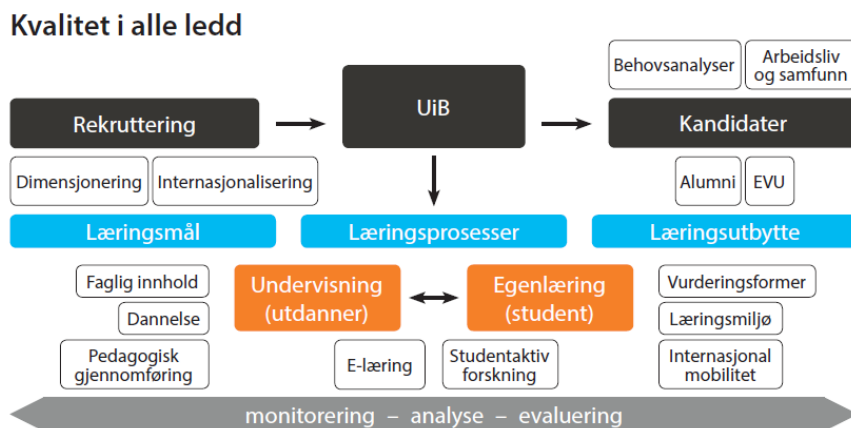 Kvalitet i alle ledd
Behovsanalyser
Arbeidsliv
og samfunn
Rekruttering
UiB
Kandidater
Dimensjonering
Internasjonalisering
Alumni
EVU
Læringsmål
Læringsprosesser
Læringsutbytte
Faglig innhold
Dannelse
Pedagogisk
gjennomføring
Undervisning
(utdanner)
Egenlæring
(student)
E-læring
Studentaktiv
forskning
Vurderingsformer
Læringsmiljø
Internasjonal
mobilitet
monitorering – analyse – evaluering